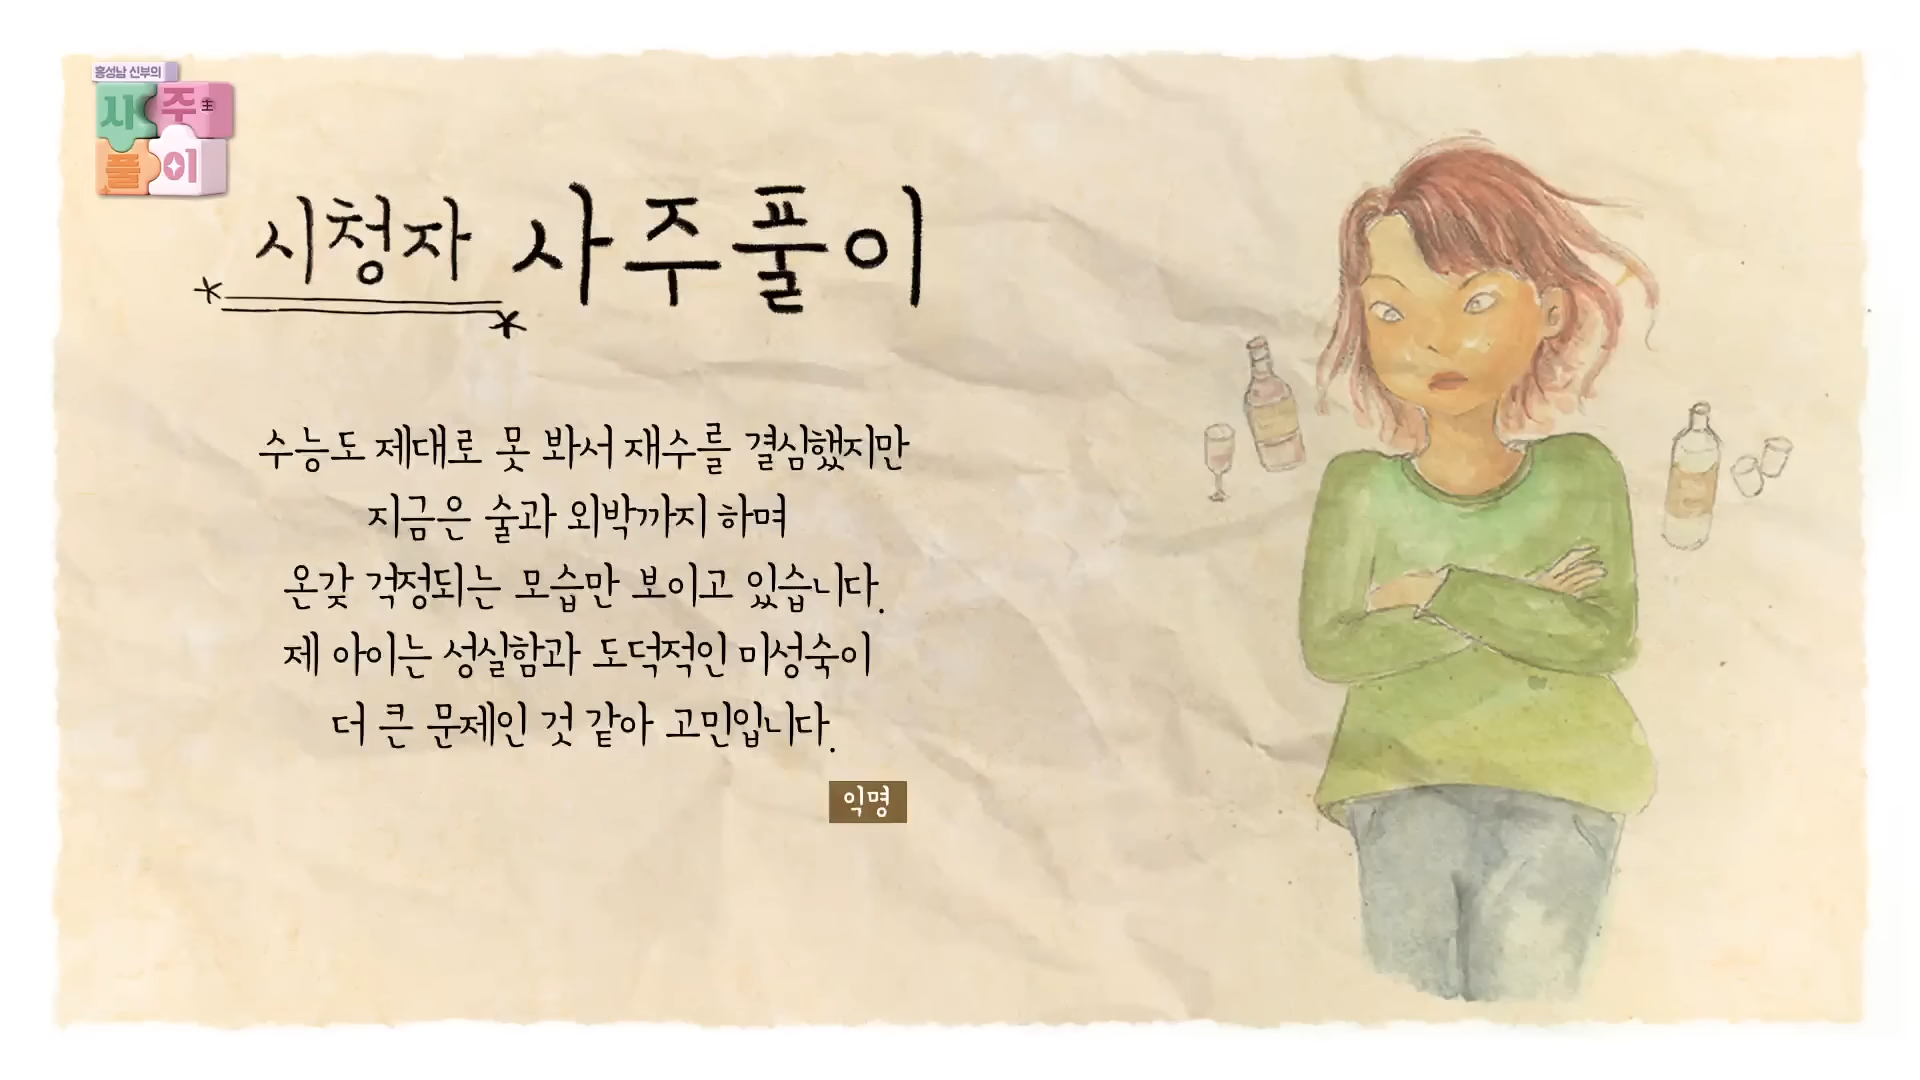 홍성남 신부의
사주主
풀이
시청자 사주풀이
수능도 제대로 못 봐서 재수를 결심했지만
지금은 술과 외박까지 하며
온갖 걱정되는 모습만 보이고 있습니다.
제 아이는 성실함과 도덕적인 미성숙이
더 큰 문제인 것 같아 고민입니다.
익명